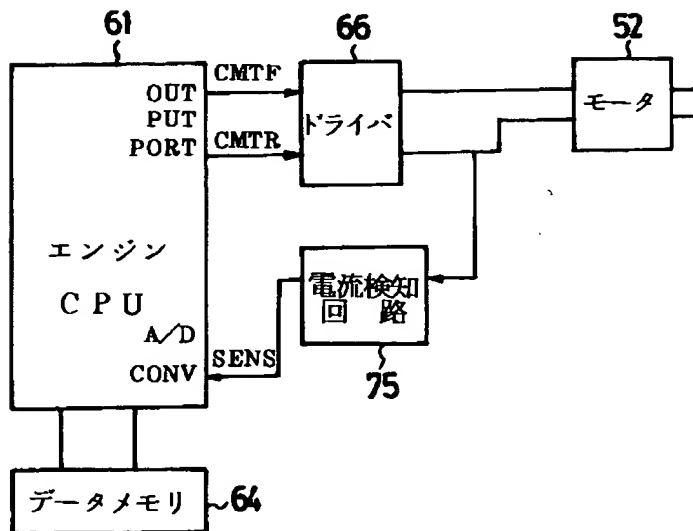 61
66
52
CMTF
OUT
PUT
PORT
CMTR
ドライバ
モータ
エンジン
CPU
電流検知
回路
A/D
CONV
SENS
75
データメモリ
64